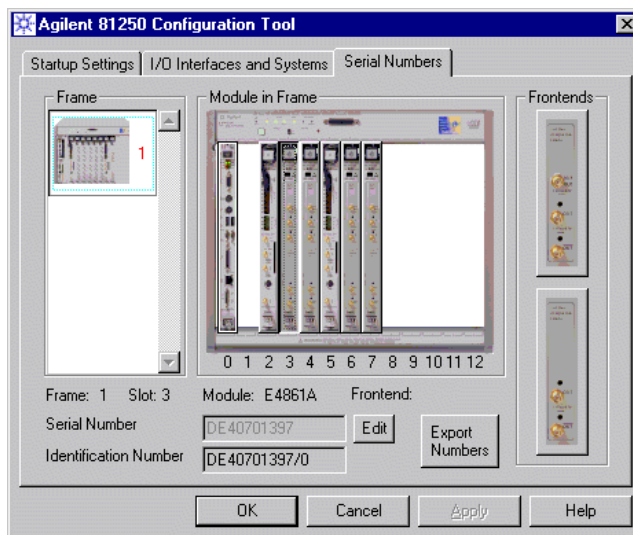 Agilent 81250 Configuration Tool
Startup Settings I/O Interfaces and Systems Serial Numbers
Frame Module in Frame Frontends
1
0 1 2 3 4 5 6 7 8 9 10 11 12
Frame: 1 Slot: 3 Module: E4861A Frontend:
Serial Number DE40701397 Edit
Export Numbers
Identification Number DE40701397/0
OK Cancel Apply Help